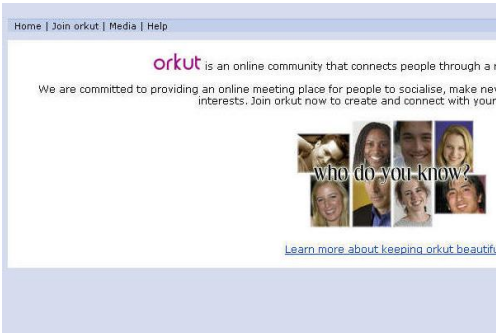 Home | Join orkut | Media | Help
orkut is an online community that connects people through a
We are committed to providing an online meeting place for people to socialise, make
interests. Join orkut now to create and connect with your
who do you know?
Learn more about keeping orkut